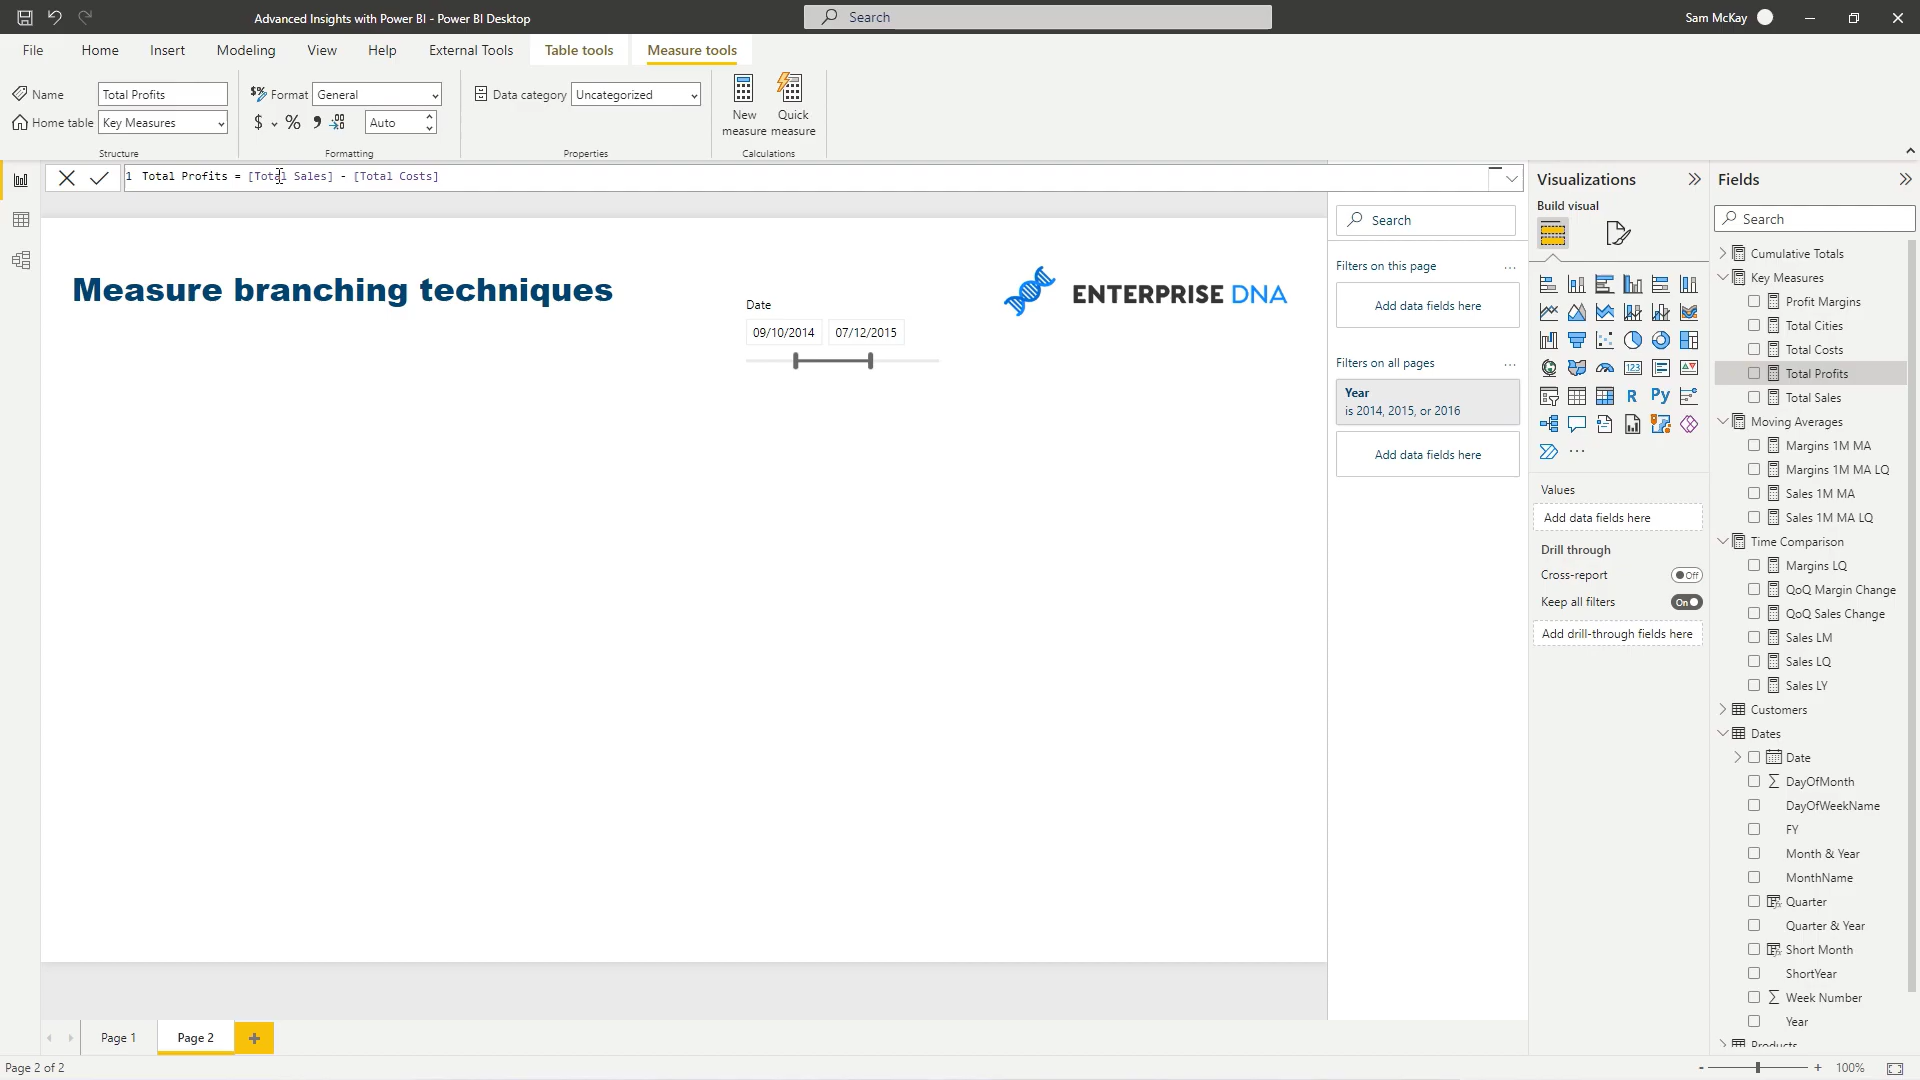 Advanced Insights with Power BI - Power BI Desktop
Search
Sam McKay
File
Home
Insert
Modeling
View
Help
External Tools
Table tools
Measure tools
Name
Total Profits
Home table
Key Measures
Structure
Format
General
$
%
Auto
Formatting
Data category
Uncategorized
Properties
New measure
Quick measure
Calculations
1 Total Profits = [Total Sales] - [Total Costs]
Measure branching techniques
Date
09/10/2014
07/12/2015
ENTERPRISE DNA
Search
Filters on this page
...
Add data fields here
Filters on all pages
...
Year
is 2014, 2015, or 2016
Add data fields here
Visualizations
Build visual
123
R
Py
...
Values
Add data fields here
Drill through
Cross-report
Off
Keep all filters
On
Add drill-through fields here
Fields
Search
Cumulative Totals
Key Measures
Profit Margins
Total Cities
Total Costs
Total Profits
Total Sales
Moving Averages
Margins 1M MA
Margins 1M MA LQ
Sales 1M MA
Sales 1M MA LQ
Time Comparison
Margins LQ
QoQ Margin Change
QoQ Sales Change
Sales LM
Sales LQ
Sales LY
Customers
Dates
Date
DayOfMonth
DayOfWeekName
FY
Month & Year
MonthName
Quarter
Quarter & Year
Short Month
ShortYear
Week Number
Year
Products
Page 1
Page 2
+
Page 2 of 2
- + 100%